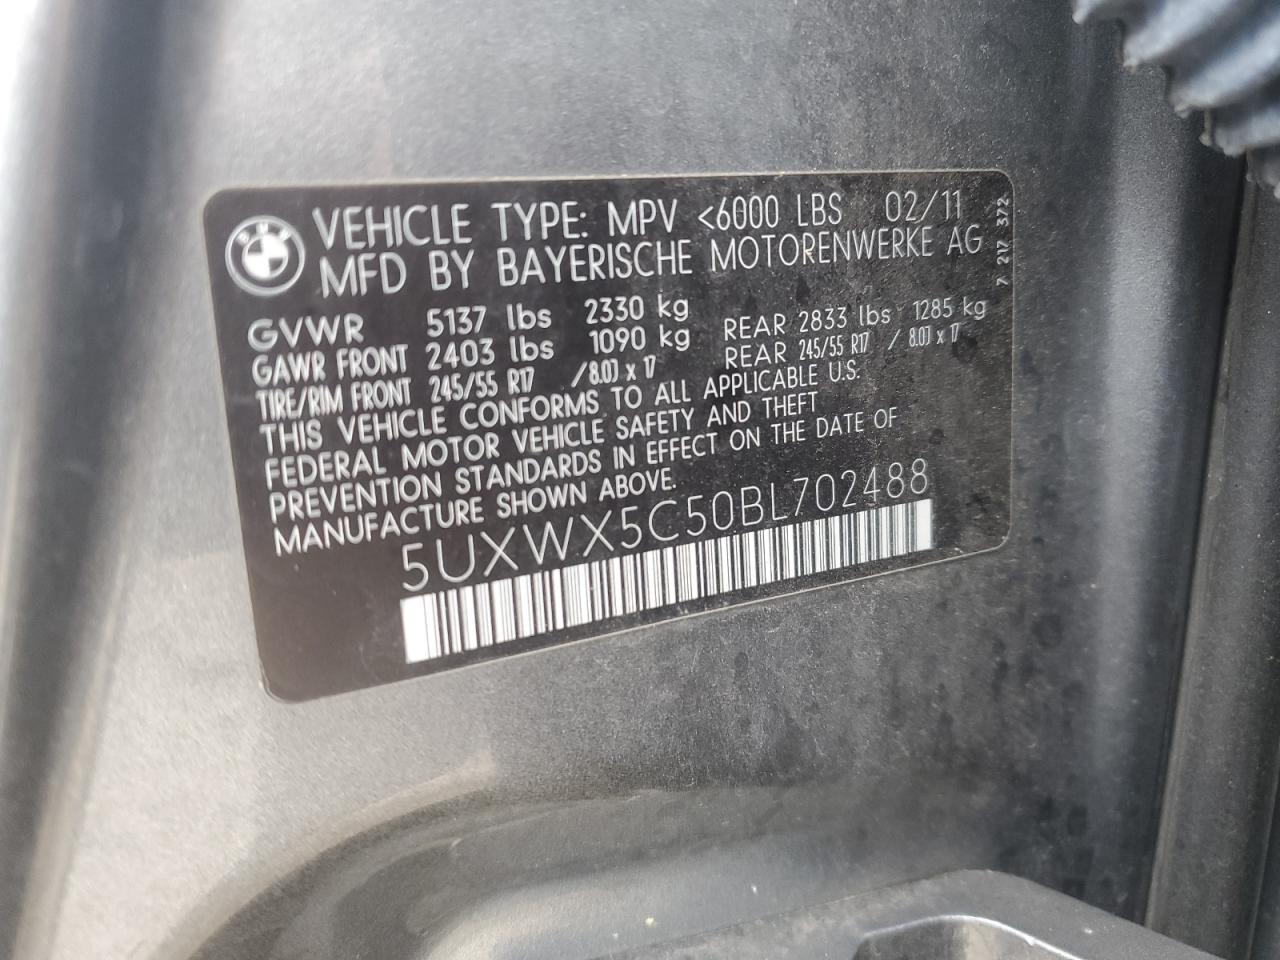 BMW
VEHICLE TYPE: MPV <6000 LBS 02/11
MFD BY BAYERISCHE MOTORENWERKE AG
7 217 372
GVWR 5137 lbs 2330 kg
GAWR FRONT 2403 lbs 1090 kg REAR 2833 lbs 1285 kg
TIRE/RIM FRONT 245/55 R17 /8.0J x 17 REAR 245/55 R17 / 8.0J x 17
THIS VEHICLE CONFORMS TO ALL APPLICABLE U.S.
FEDERAL MOTOR VEHICLE SAFETY AND THEFT
PREVENTION STANDARDS IN EFFECT ON THE DATE OF
MANUFACTURE SHOWN ABOVE.
5UXWX5C50BL702488